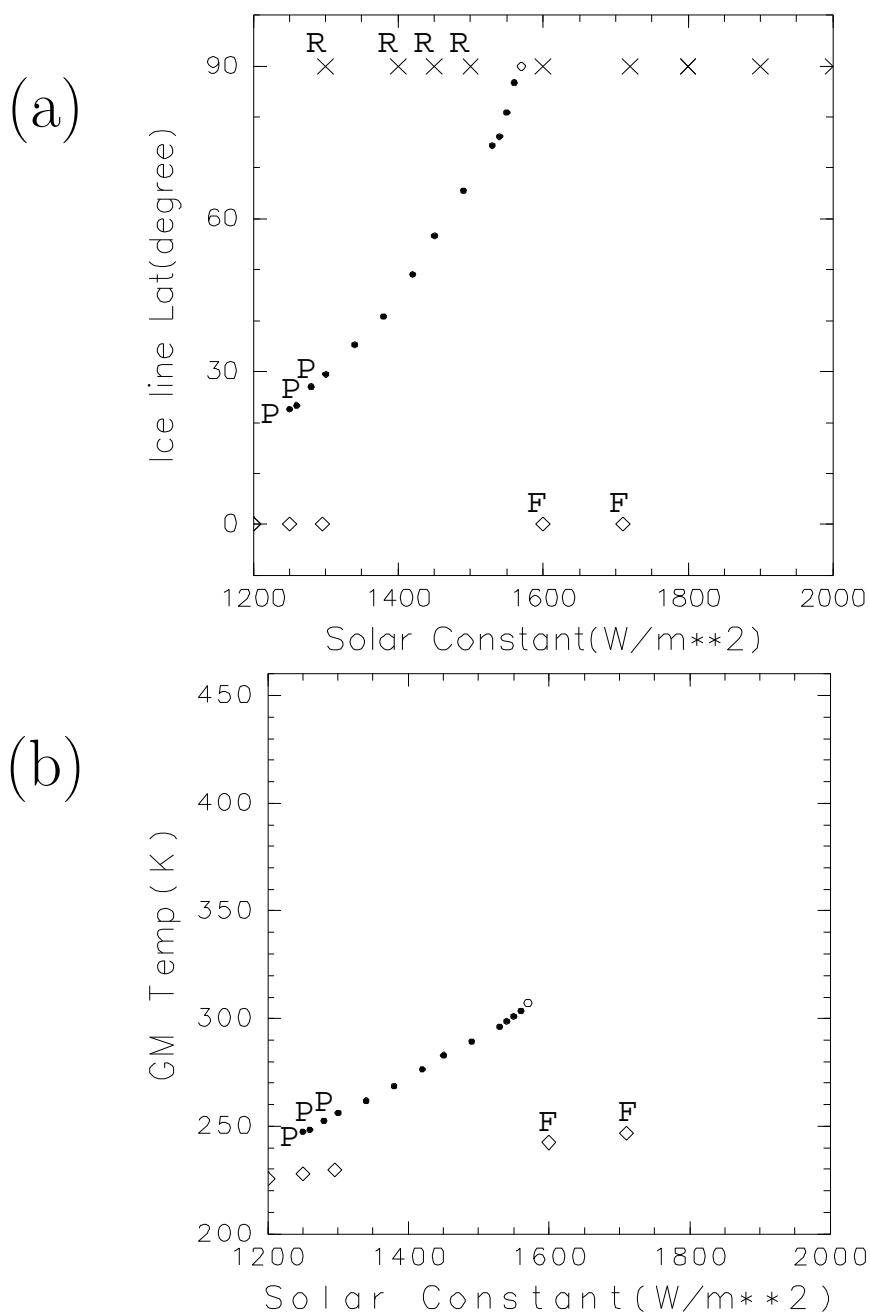 (a)
R R R R
90
60
30
0
P P P
F F
Ice line Lat(degree)
1200 1400 1600 1800 2000
Solar Constant(W/m**2)
(b)
450
400
350
300
250
200
P P P
F F
GM Temp(K)
1200 1400 1600 1800 2000
Solar Constant(W/m**2)